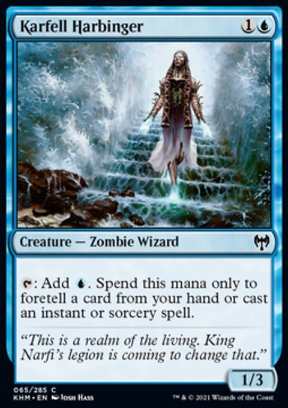 Karfell Harbinger 1
Creature — Zombie Wizard
: Add . Spend this mana only to
foretell a card from your hand or cast
an instant or sorcery spell.
"This is a realm of the living. King
Narfi's legion is coming to change that."
1/3
065/285 C
KHM • EN Josh Hass
™ & © 2021 Wizards of the Coast